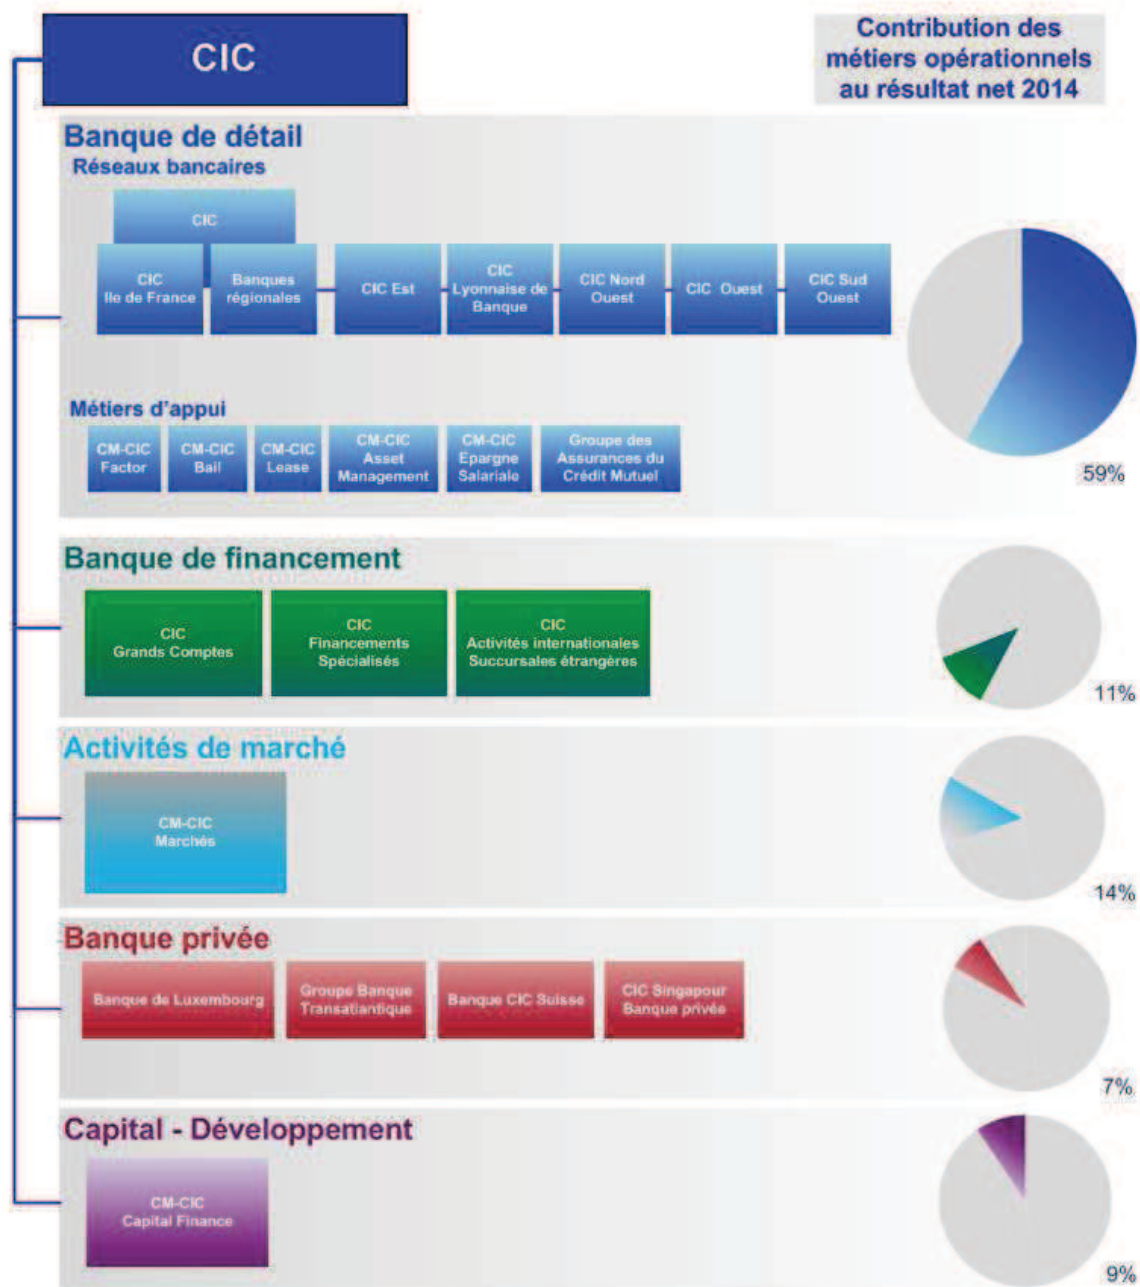 CIC
Contribution des
métiers opérationnels
au résultat net 2014
Banque de détail
Réseaux bancaires
CIC
CIC
Ile de France
Banques
régionales
CIC Est
CIC
Lyonnaise de
Banque
CIC Nord
Ouest
CIC Ouest
CIC Sud
Ouest
59%
Métiers d'appui
CM-CIC
Factor
CM-CIC
Bail
CM-CIC
Lease
CM-CIC
Asset
Management
CM-CIC
Epargne
Salariale
Groupe des
Assurances du
Crédit Mutuel
Banque de financement
CIC
Grands Comptes
CIC
Financements
Spécialisés
CIC
Activités internationales
Succursales étrangères
11%
Activités de marché
CM-CIC
Marchés
14%
Banque privée
Banque de Luxembourg
Groupe Banque
Transatlantique
Banque CIC Suisse
CIC Singapour
Banque privée
7%
Capital - Développement
CM-CIC
Capital Finance
9%